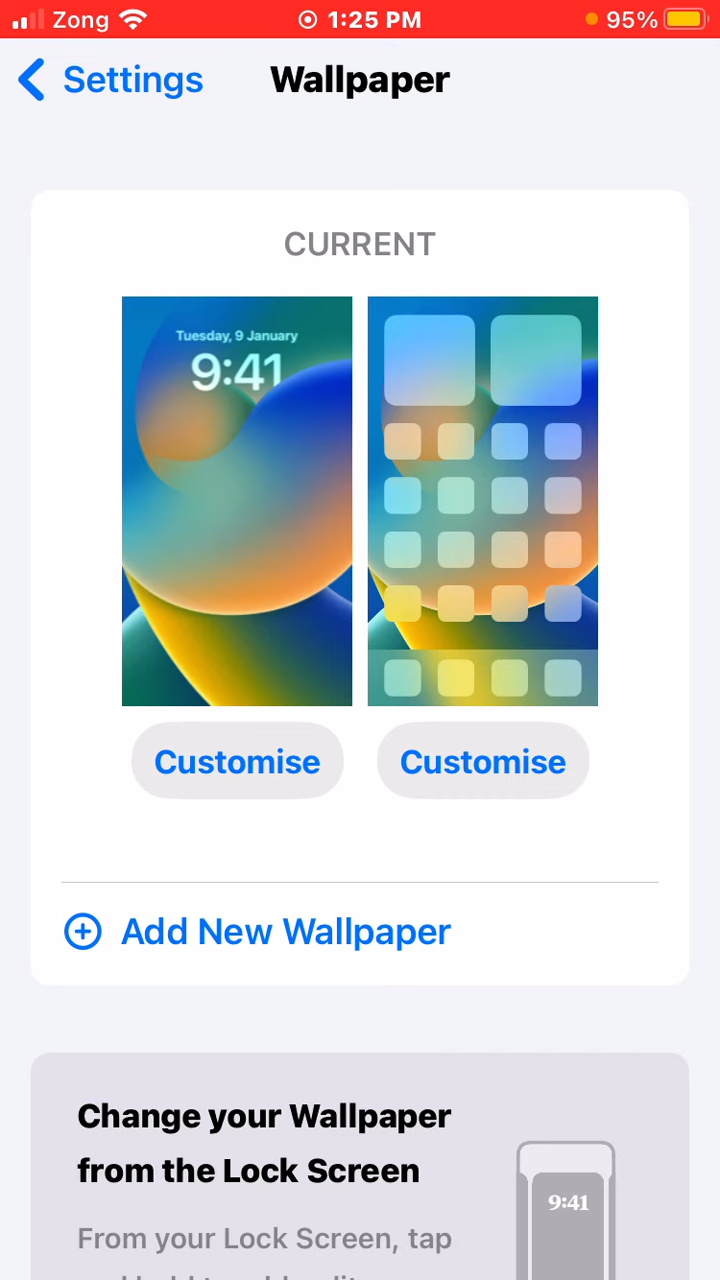 Zong 1:25 PM 95%
Settings Wallpaper
CURRENT
Tuesday, 9 January
9:41
Customise Customise
Add New Wallpaper
Change your Wallpaper
from the Lock Screen
9:41
From your Lock Screen, tap